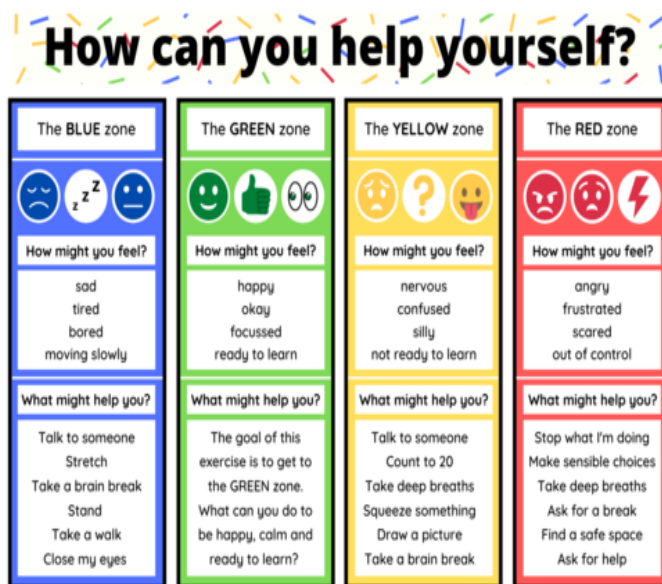 How can you help yourself?
The BLUE zone
z z Z
How might you feel?
sad
tired
bored
moving slowly
What might help you?
Talk to someone
Stretch
Take a brain break
Stand
Take a walk
Close my eyes
The GREEN zone
How might you feel?
happy
okay
focussed
ready to learn
What might help you?
The goal of this
exercise is to get to
the GREEN zone.
What can you do to
be happy, calm and
ready to learn?
The YELLOW zone
?
How might you feel?
nervous
confused
silly
not ready to learn
What might help you?
Talk to someone
Count to 20
Take deep breaths
Squeeze something
Draw a picture
Take a brain break
The RED zone
How might you feel?
angry
frustrated
scared
out of control
What might help you?
Stop what I'm doing
Make sensible choices
Take deep breaths
Ask for a break
Find a safe space
Ask for help